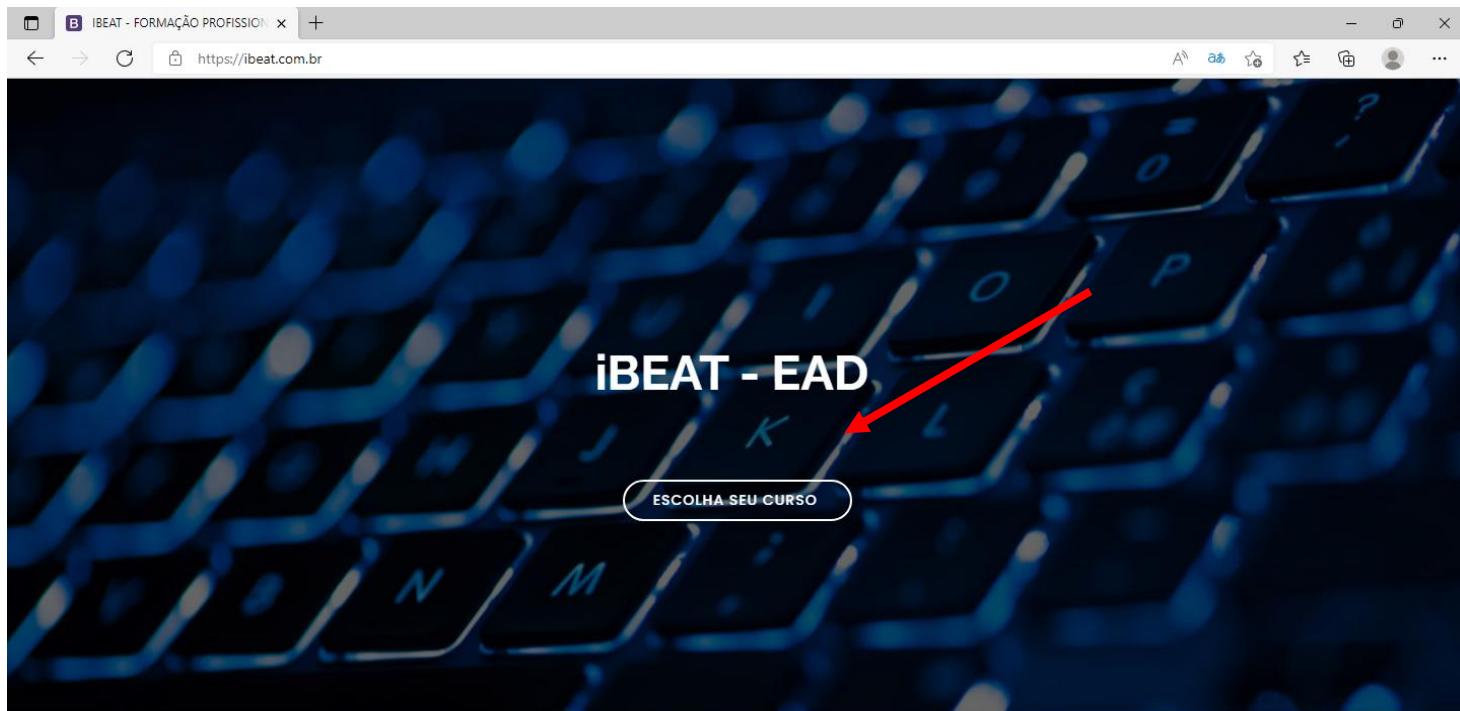 IBEAT - FORMAÇÃO PROFISSION
https://ibeat.com.br
?
O
P
I
iBEAT - EAD
J
K
L
H
ESCOLHA SEU CURSO
N
M